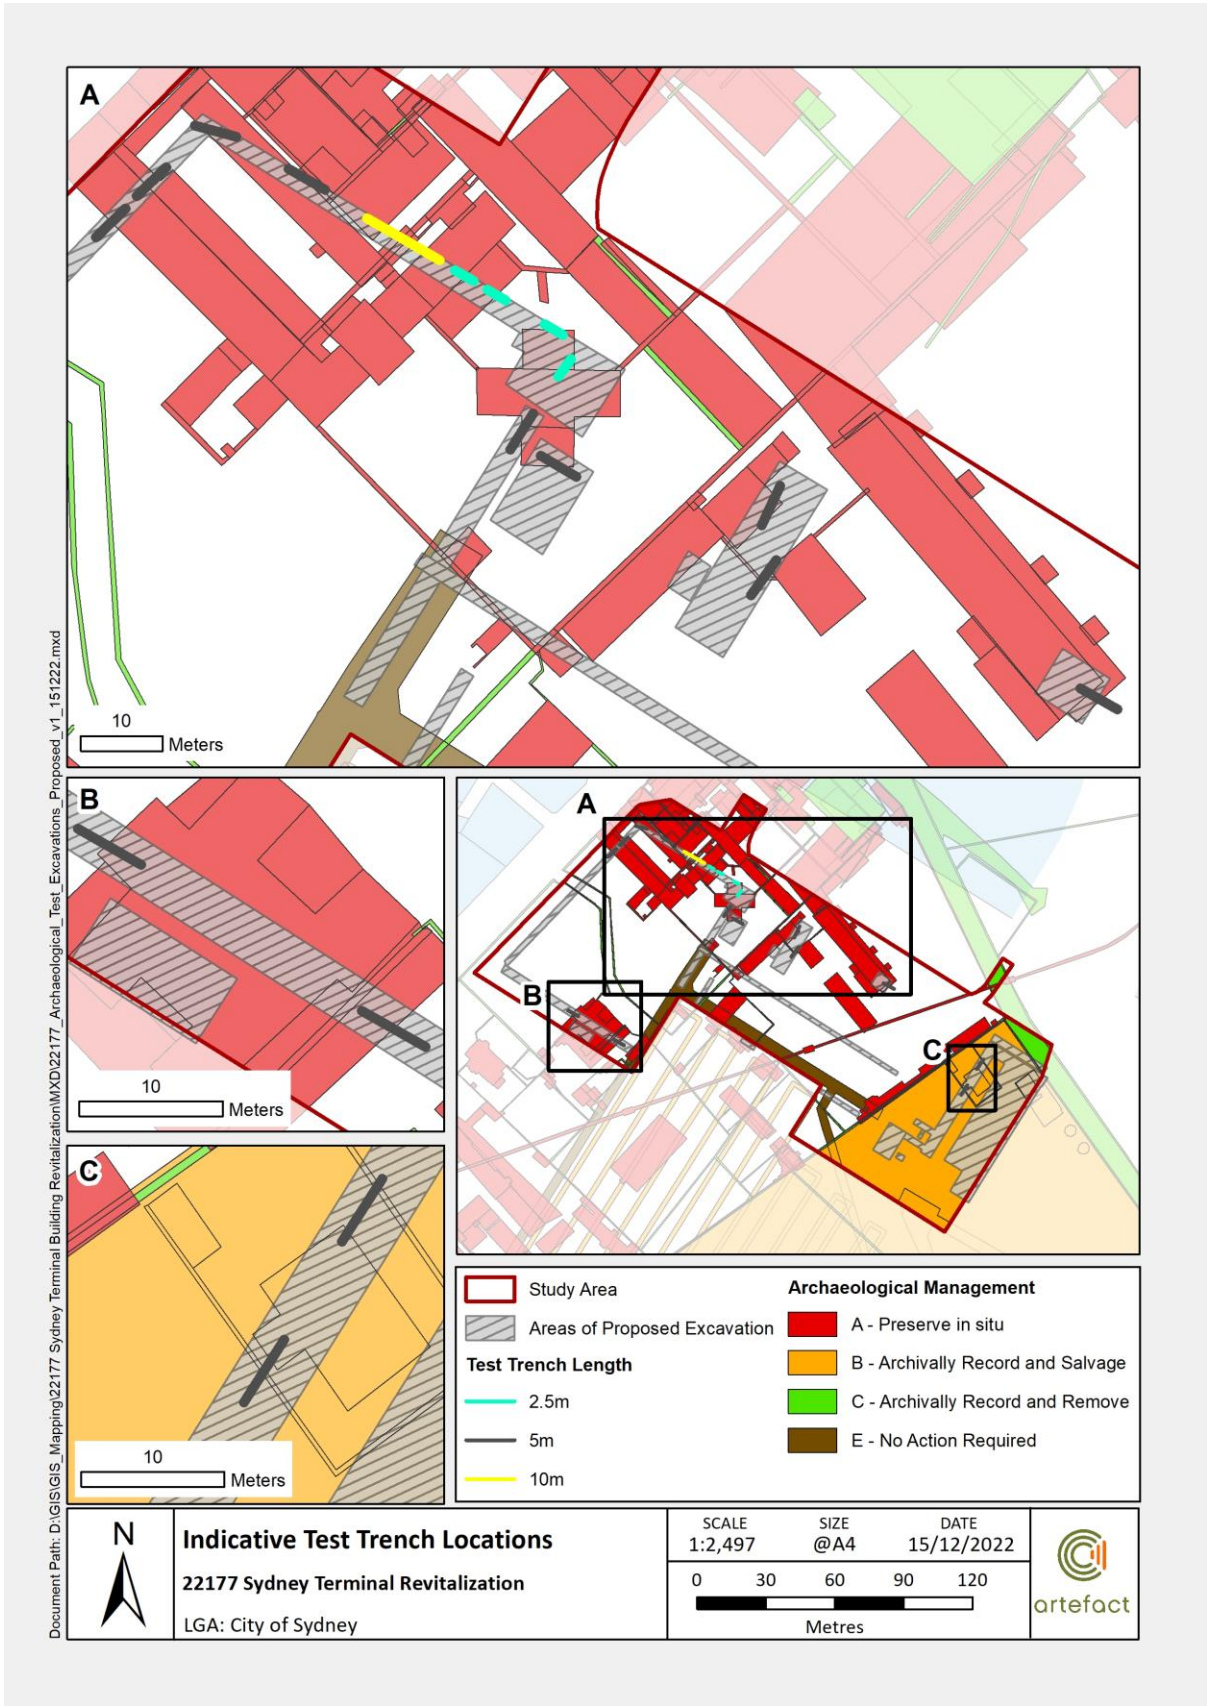 A
10
Meters
B
10
Meters
C
10
Meters
A
B
C
Document Path: D:\GIS\GIS_Mapping\22177 Sydney Terminal Building Revitalization\MXD\22177_Archaeological_Test_Excavations_Proposed_v1_151222.mxd
Study Area
Areas of Proposed Excavation
Test Trench Length
2.5m
5m
10m
Archaeological Management
A - Preserve in situ
B - Archivally Record and Salvage
C - Archivally Record and Remove
E - No Action Required
N
Indicative Test Trench Locations
22177 Sydney Terminal Revitalization
LGA: City of Sydney
SCALE SIZE DATE
1:2,497 @A4 15/12/2022
0 30 60 90 120
Metres
artefact